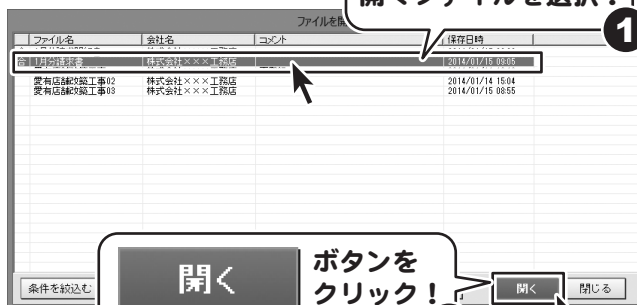 開くファイルを選択！
1
ファイルを開
ファイル名 会社名 コメント 保存日時
合 1月分請求書 株式会社×××工務店 2014/01/15 09:05
愛有店舗改築工事02 株式会社×××工務店 2014/01/14 15:04
愛有店舗改築工事03 株式会社×××工務店 2014/01/15 08:55
開く
ボタンを
クリック！
条件を絞込む 開く 閉じる